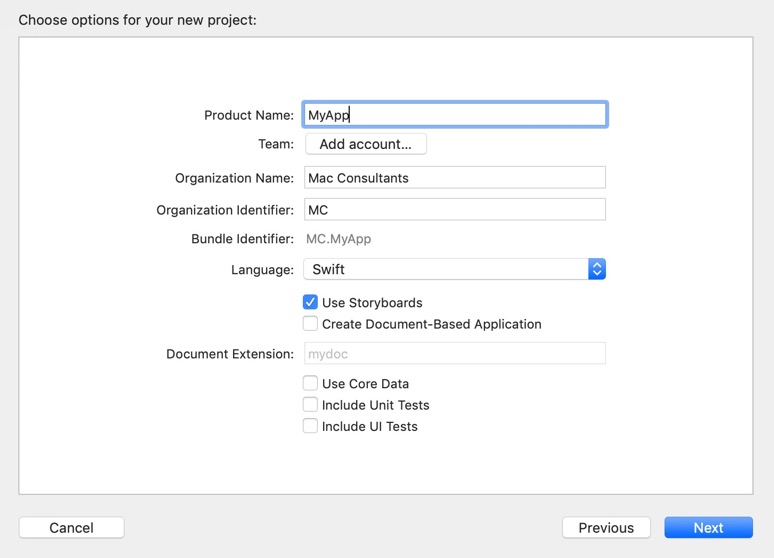 Choose options for your new project:
Product Name: MyApp
Team: Add account...
Organization Name: Mac Consultants
Organization Identifier: MC
Bundle Identifier: MC.MyApp
Language: Swift
Use Storyboards
Create Document-Based Application
Document Extension: mydoc
Use Core Data
Include Unit Tests
Include UI Tests
Cancel Previous Next